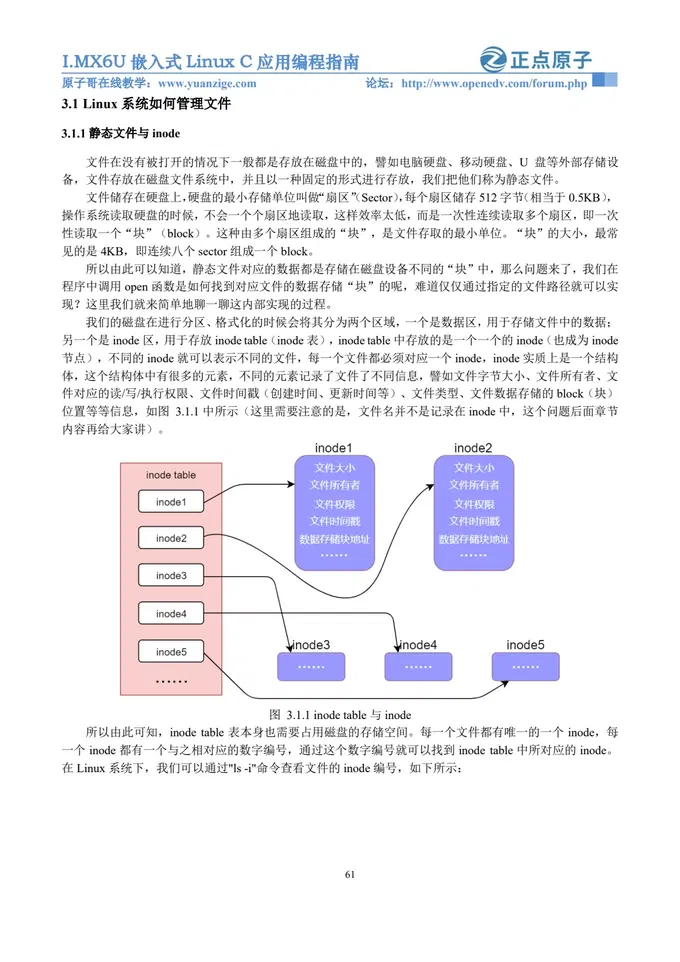 I.MX6U 嵌入式 Linux C 应用编程指南
正点原子
原子哥在线教学：www.yuanzige.com 论坛：http://www.openedv.com/forum.php
3.1 Linux 系统如何管理文件
3.1.1 静态文件与 inode
文件在没有被打开的情况下一般都是存放在磁盘中的，譬如电脑硬盘、移动硬盘、U 盘等外部存储设
备，文件存放在磁盘文件系统中，并且以一种固定的形式进行存放，我们把他们称为静态文件。
文件储存在硬盘上，硬盘的最小存储单位叫做“扇区”（Sector），每个扇区储存 512 字节（相当于 0.5KB），
操作系统读取硬盘的时候，不会一个个扇区地读取，这样效率太低，而是一次性连续读取多个扇区，即一次
性读取一个“块”（block）。这种由多个扇区组成的“块”，是文件存取的最小单位。“块”的大小，最常
见的是 4KB，即连续八个 sector 组成一个 block。
所以由此可以知道，静态文件对应的数据都是存储在磁盘设备不同的“块”中，那么问题来了，我们在
程序中调用 open 函数是如何找到对应文件的数据存储“块”的呢，难道仅仅通过指定的文件路径就可以实
现？这里我们就来简单地聊一聊这内部实现的过程。
我们的磁盘在进行分区、格式化的时候会将其分为两个区域，一个是数据区，用于存储文件中的数据；
另一个是 inode 区，用于存放 inode table（inode 表），inode table 中存放的是一个一个的 inode（也成为 inode
节点），不同的 inode 就可以表示不同的文件，每一个文件都必须对应一个 inode，inode 实质上是一个结构
体，这个结构体中有很多的元素，不同的元素记录了文件了不同信息，譬如文件字节大小、文件所有者、文
件对应的读/写/执行权限、文件时间戳（创建时间、更新时间等）、文件类型、文件数据存储的 block（块）
位置等等信息，如图 3.1.1 中所示（这里需要注意的是，文件名并不是记录在 inode 中，这个问题后面章节
内容再给大家讲）。
inode table
inode1
inode2
inode3
inode4
inode5
······
inode1
文件大小
文件所有者
文件权限
文件时间戳
数据存储块地址
······
inode2
文件大小
文件所有者
文件权限
文件时间戳
数据存储块地址
······
inode3
······
inode4
······
inode5
······
图 3.1.1 inode table 与 inode
所以由此可知，inode table 表本身也需要占用磁盘的存储空间。每一个文件都有唯一的一个 inode，每
一个 inode 都有一个与之相对应的数字编号，通过这个数字编号就可以找到 inode table 中所对应的 inode。
在 Linux 系统下，我们可以通过"ls -i"命令查看文件的 inode 编号，如下所示：
61